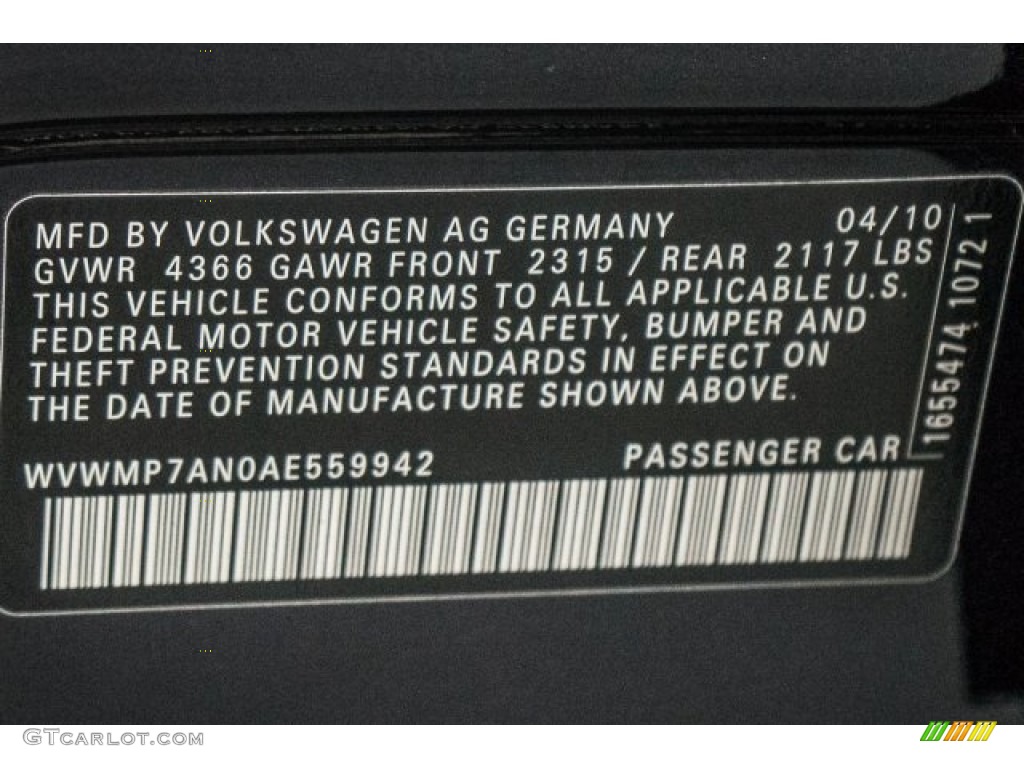 MFD BY VOLKSWAGEN AG GERMANY 04/10
GVWR 4366 GAWR FRONT 2315 / REAR 2117 LBS
THIS VEHICLE CONFORMS TO ALL APPLICABLE U.S.
FEDERAL MOTOR VEHICLE SAFETY, BUMPER AND
THEFT PREVENTION STANDARDS IN EFFECT ON
THE DATE OF MANUFACTURE SHOWN ABOVE.
WVWMP7AN0AE559942 PASSENGER CAR
1655474 1072 1
GTCARLOT.COM